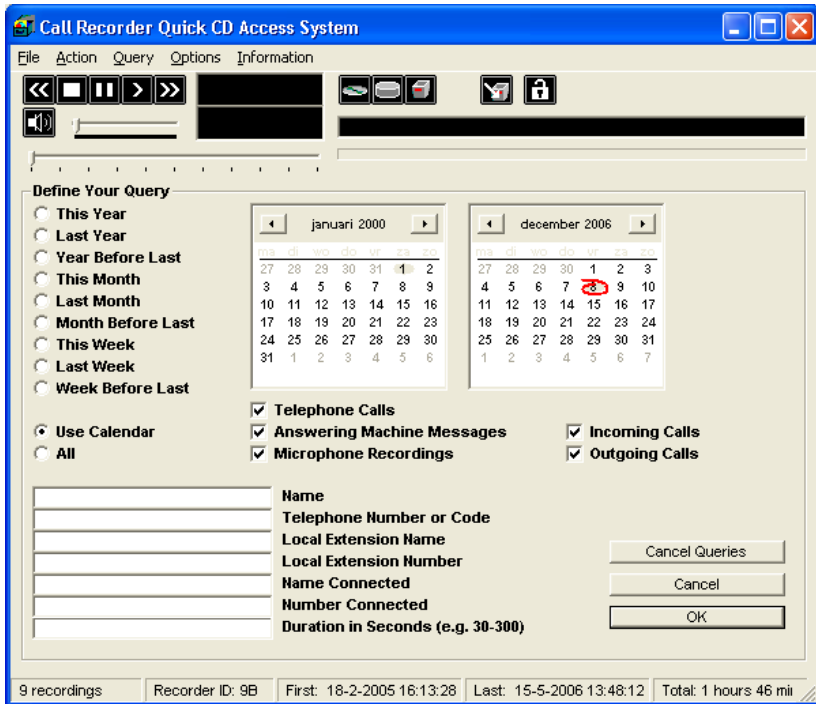 Call Recorder Quick CD Access System
File Action Query Options Information
Define Your Query
This Year
Last Year
Year Before Last
This Month
Last Month
Month Before Last
This Week
Last Week
Week Before Last
Use Calendar
All
januari 2000
ma di wo do vr za zo
27 28 29 30 31 1 2
3 4 5 6 7 8 9
10 11 12 13 14 15 16
17 18 19 20 21 22 23
24 25 26 27 28 29 30
31 1 2 3 4 5 6
december 2006
ma di wo do vr za zo
27 28 29 30 1 2 3
4 5 6 7 8 9 10
11 12 13 14 15 16 17
18 19 20 21 22 23 24
25 26 27 28 29 30 31
1 2 3 4 5 6 7
Telephone Calls
Answering Machine Messages
Microphone Recordings
Incoming Calls
Outgoing Calls
Name
Telephone Number or Code
Local Extension Name
Local Extension Number
Name Connected
Number Connected
Duration in Seconds (e.g. 30-300)
Cancel Queries
Cancel
OK
9 recordings Recorder ID: 9B First: 18-2-2005 16:13:28 Last: 15-5-2006 13:48:12 Total: 1 hours 46 mii